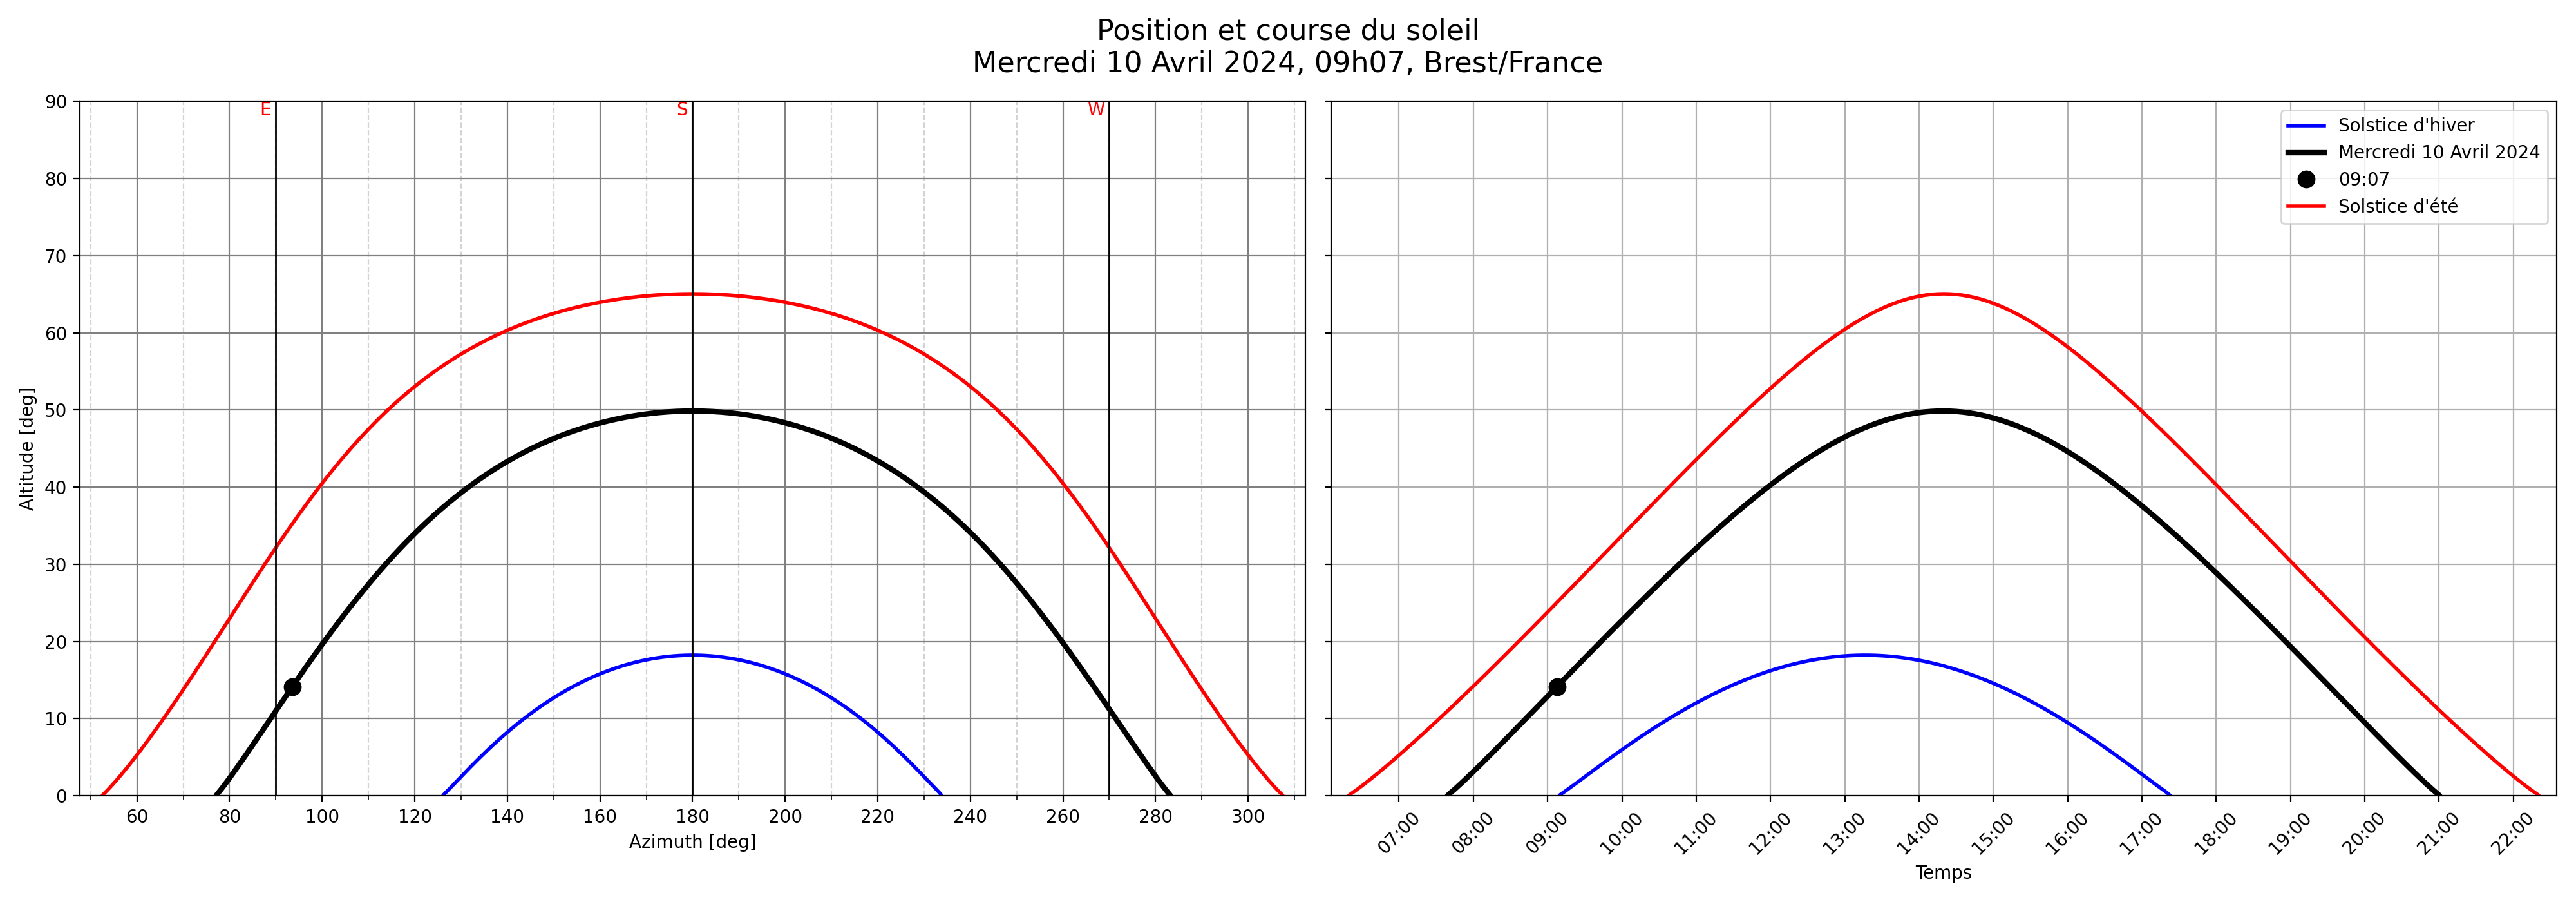 Position et course du soleil
Mercredi 10 Avril 2024, 09h07, Brest/France
E
S
W
90
80
70
60
50
40
30
20
10
0
Altitude [deg]
60 80 100 120 140 160 180 200 220 240 260 280 300
Azimuth [deg]
Solstice d'hiver
Mercredi 10 Avril 2024
09:07
Solstice d'été
07:00 08:00 09:00 10:00 11:00 12:00 13:00 14:00 15:00 16:00 17:00 18:00 19:00 20:00 21:00 22:00
Temps